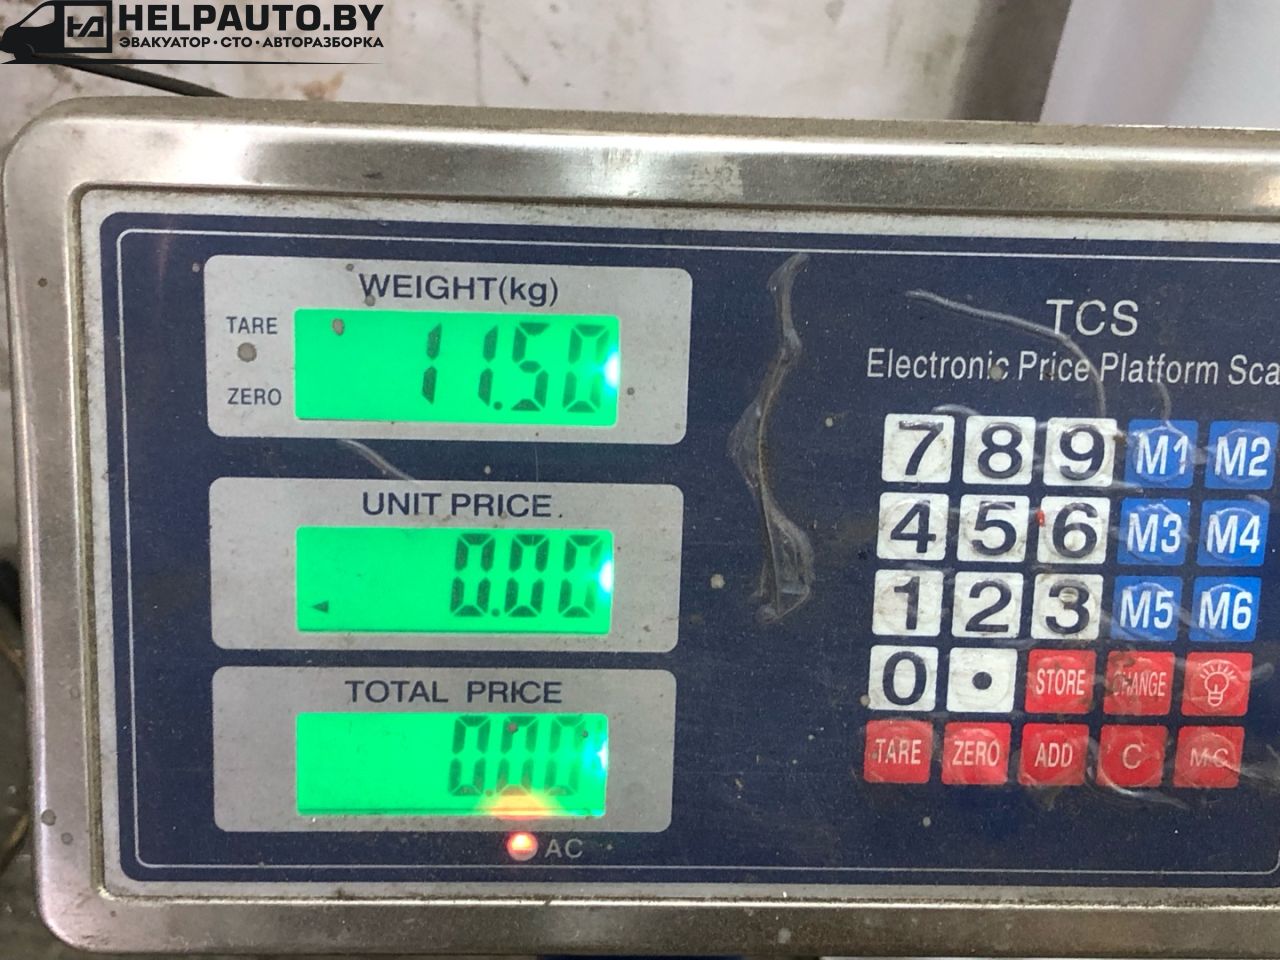 HELPAUTO.BY
ЭВАКУАТОР · СТО · АВТОРАЗБОРКА
WEIGHT(kg)
TARE
11.50
ZERO
UNIT PRICE.
0.00
TOTAL PRICE
0.00
AC
TCS
Electronic Price Platform Sca
7 8 9 M1 M2
4 5 6 M3 M4
1 2 3 M5 M6
0 . STORE CHANGE
TARE ZERO ADD C MC